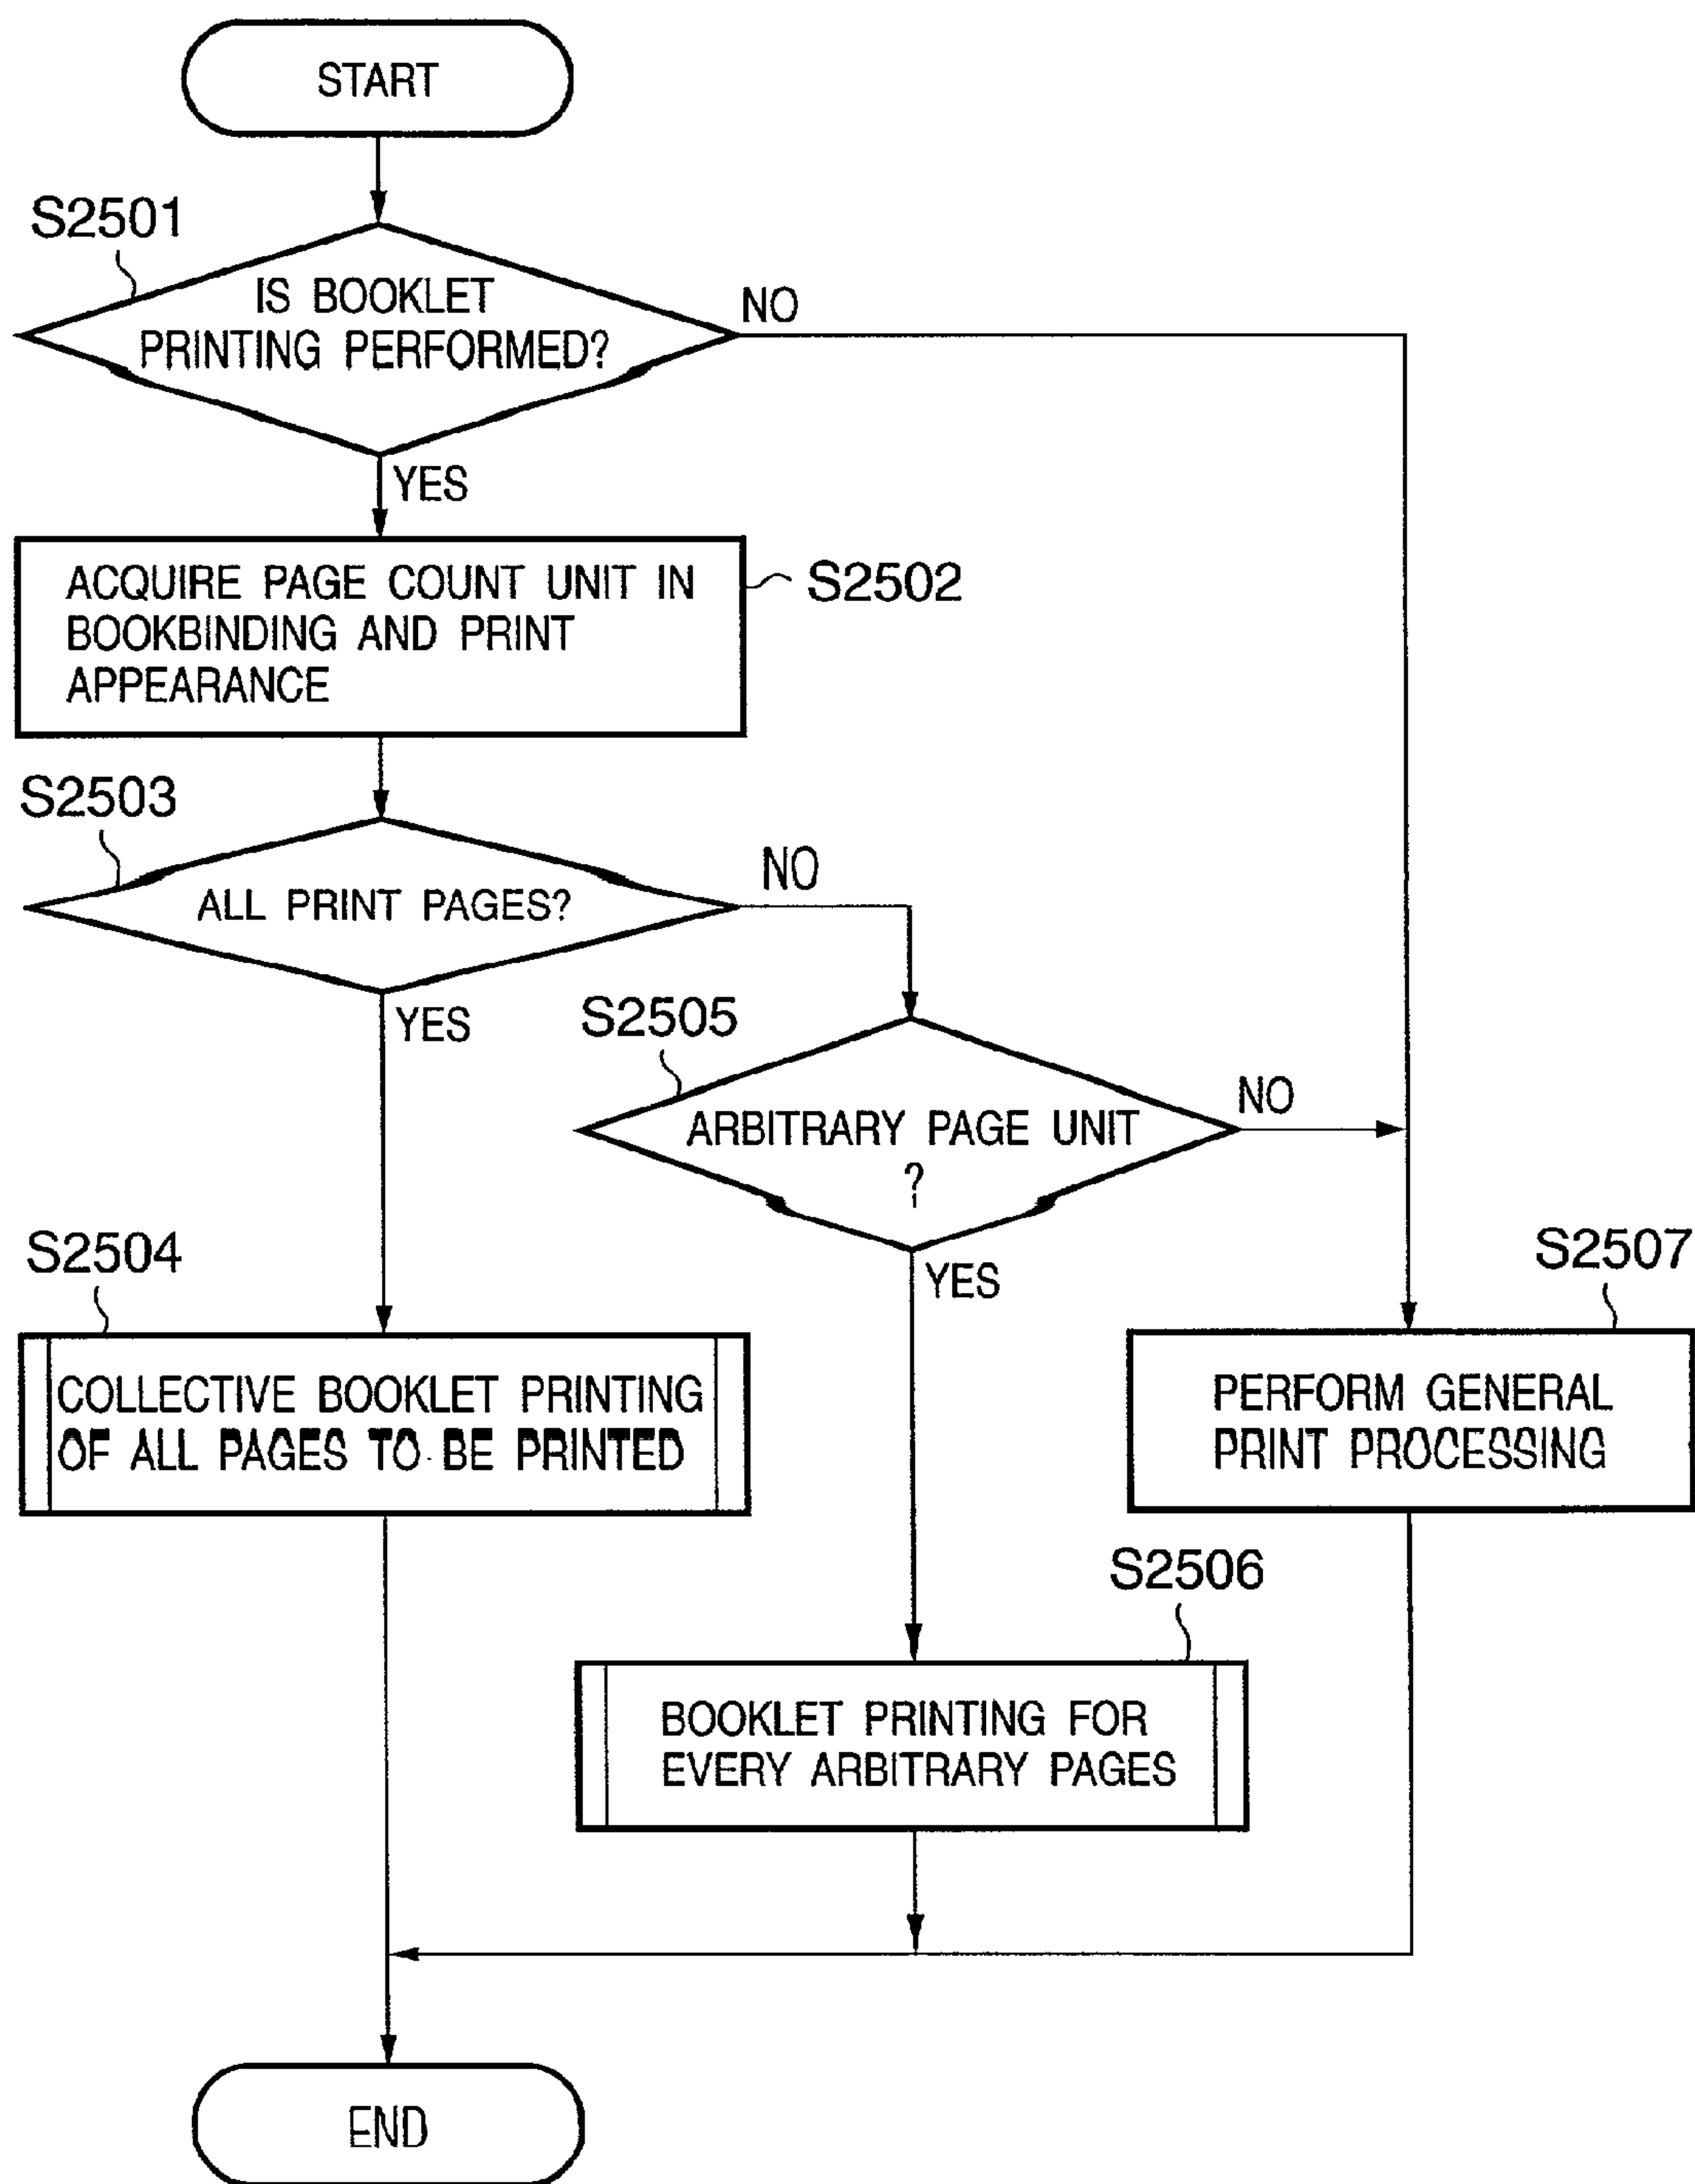 START
S2501
IS BOOKLET
PRINTING PERFORMED?
NO
YES
ACQUIRE PAGE COUNT UNIT IN
BOOKBINDING AND PRINT
APPEARANCE
S2502
S2503
ALL PRINT PAGES?
NO
YES
S2505
ARBITRARY PAGE UNIT
?
NO
YES
S2504
COLLECTIVE BOOKLET PRINTING
OF ALL PAGES TO BE PRINTED
S2507
PERFORM GENERAL
PRINT PROCESSING
S2506
BOOKLET PRINTING FOR
EVERY ARBITRARY PAGES
END